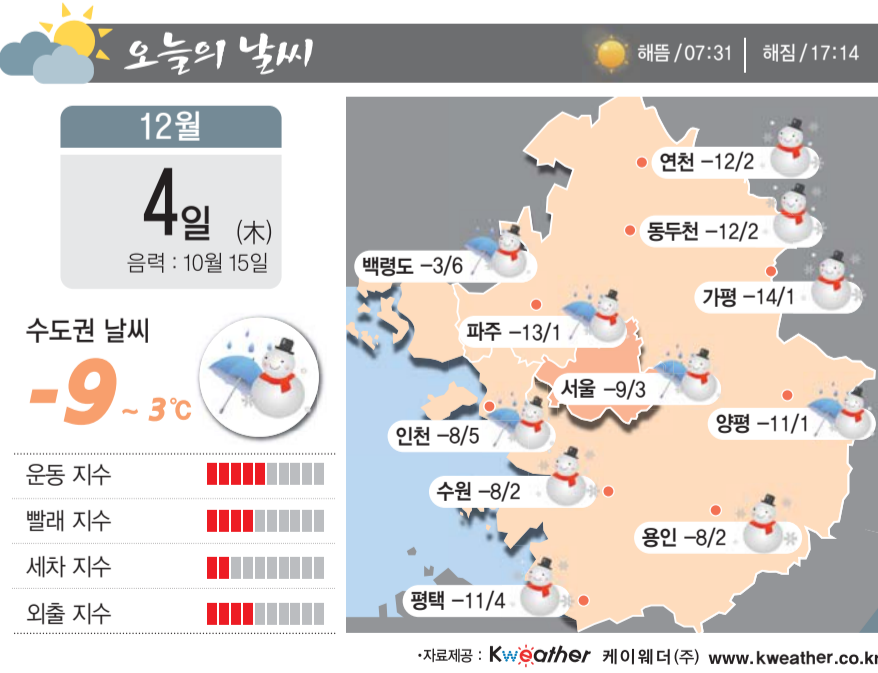 오늘의 날씨
해뜸 / 07:31 해짐 / 17:14
12월
4일 (木)
음력 : 10월 15일
수도권 날씨
-9 ~ 3℃
운동 지수
빨래 지수
세차 지수
외출 지수
연천 -12/2
동두천 -12/2
백령도 -3/6
가평 -14/1
파주 -13/1
서울 -9/3
양평 -11/1
인천 -8/5
수원 -8/2
용인 -8/2
평택 -11/4
·자료제공 : Kweather 케이웨더(주) www.kweather.co.kr